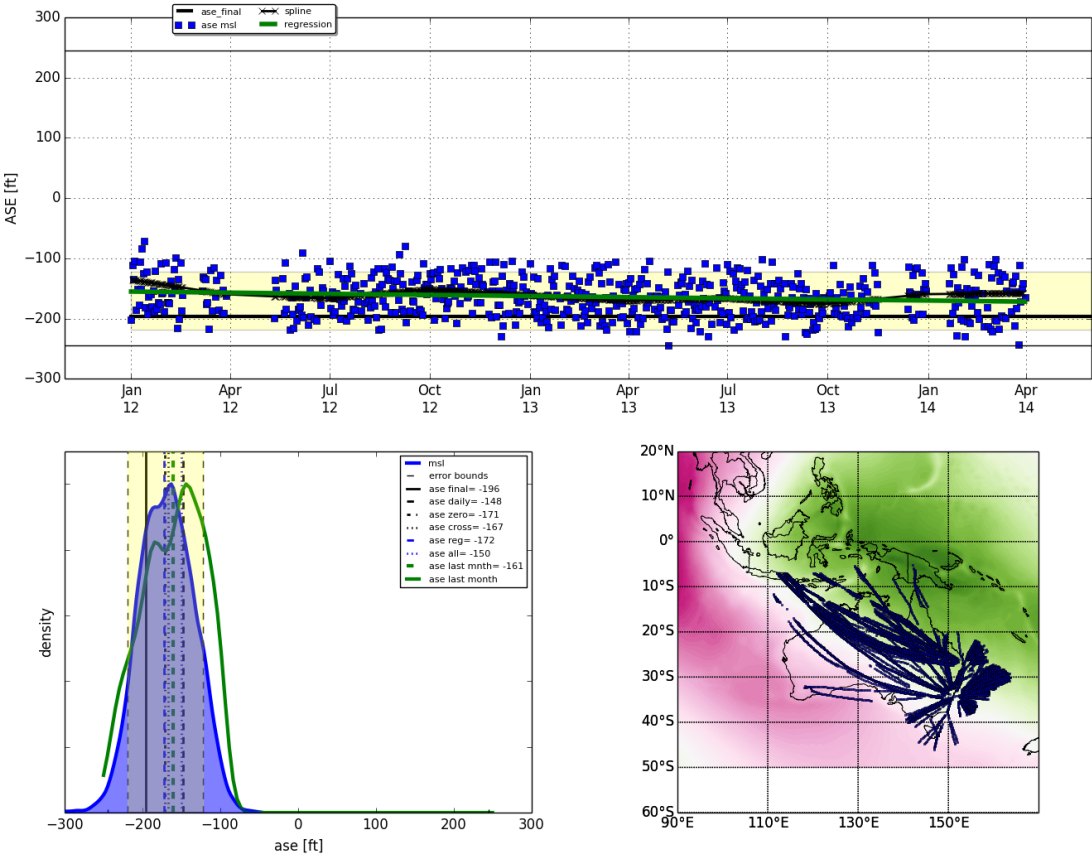 ase_final
ase msl
spline
regression
300
200
100
0
−100
−200
−300
ASE [ft]
Jan 12
Apr 12
Jul 12
Oct 12
Jan 13
Apr 13
Jul 13
Oct 13
Jan 14
Apr 14
msl
error bounds
ase final= -196
ase daily= -148
ase zero= -171
ase cross= -167
ase reg= -172
ase all= -150
ase last mnth= -161
ase last month
density
−300 −200 −100 0 100 200 300
ase [ft]
20°N
10°N
0°
10°S
20°S
30°S
40°S
50°S
60°S
90°E 110°E 130°E 150°E